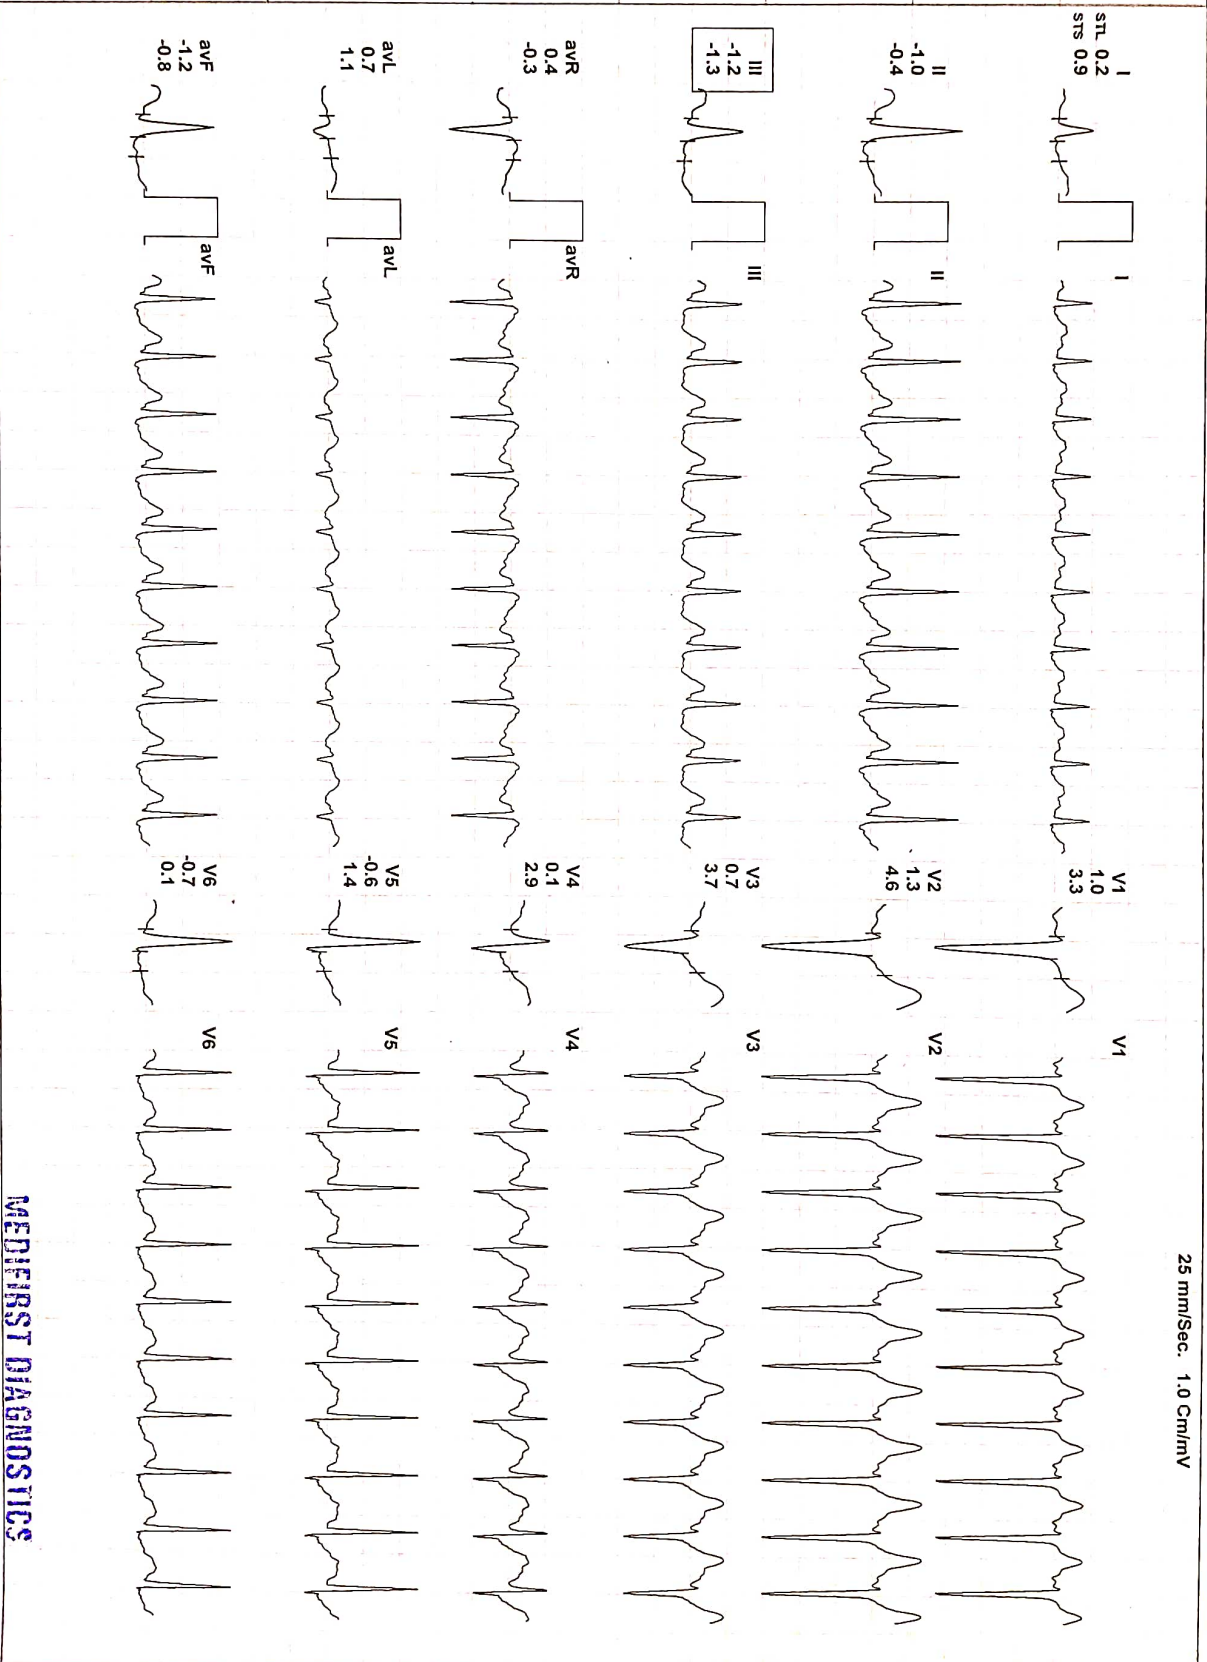 25 mm/Sec. 1.0 Cm/mV
I
STL 0.2
STS 0.9
I
V1
1.0
3.3
V1
II
-1.0
-0.4
II
V2
1.3
4.6
V2
III
-1.2
-1.3
III
V3
0.7
3.7
V3
avR
0.4
-0.3
avR
V4
0.1
2.9
V4
avL
0.7
1.1
avL
V5
-0.6
1.4
V5
avF
-1.2
-0.8
avF
V6
-0.7
0.1
V6
MEDIFIRST DIAGNOSTICS